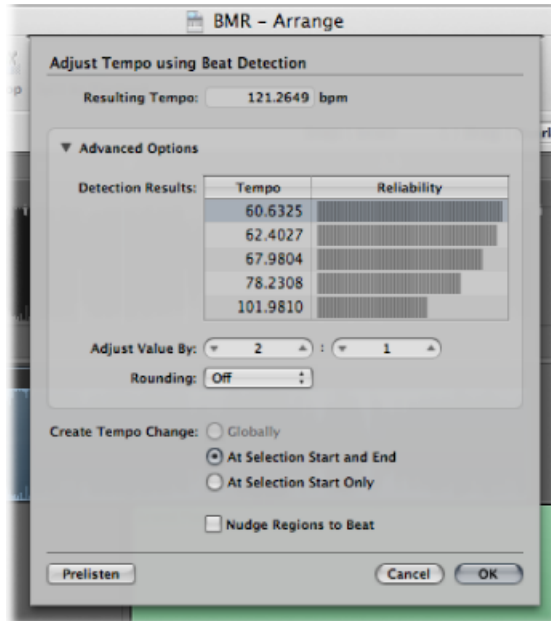 BMR – Arrange
Adjust Tempo using Beat Detection
Resulting Tempo: 121.2649 bpm
Advanced Options
Detection Results: Tempo Reliability
60.6325
62.4027
67.9804
78.2308
101.9810
Adjust Value By: 2 : 1
Rounding: Off
Create Tempo Change: Globally
At Selection Start and End
At Selection Start Only
Nudge Regions to Beat
Prelisten Cancel OK